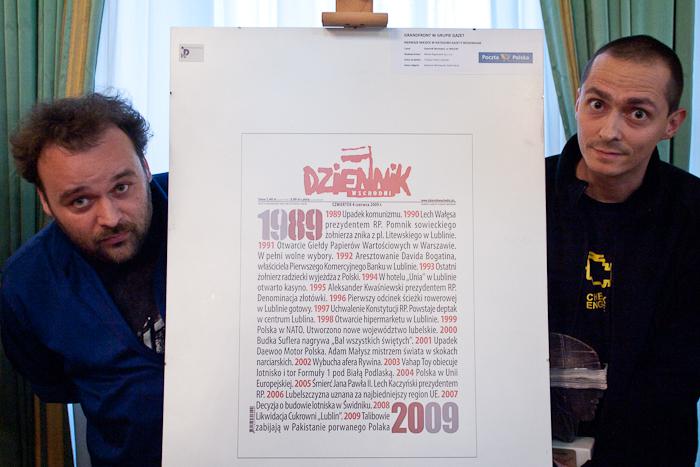 GRANDFRONT W GRUPIE GAZET
Poczta Polska
DZIENNIK
WSCHODNI
CZWARTEK 4 czerwca 2009 r.
1989
1989 Upadek komunizmu. 1990 Lech Wałęsa
prezydentem RP. Pomnik sowieckiego
żołnierza znika z pl. Litewskiego w Lublinie.
1991 Otwarcie Giełdy Papierów Wartościowych w Warszawie.
W pełni wolne wybory. 1992 Aresztowanie Davida Bogatina,
właściciela Pierwszego Komercyjnego Banku w Lublinie. 1993 Ostatni
żołnierz radziecki wyjeżdża z Polski. 1994 W hotelu „Unia” w Lublinie
otwarto kasyno. 1995 Aleksander Kwaśniewski prezydentem RP.
Denominacja złotówki. 1996 Pierwszy odcinek ścieżki rowerowej
w Lublinie gotowy. 1997 Uchwalenie Konstytucji RP. Powstaje deptak
w centrum Lublina. 1998 Otwarcie hipermarketu w Lublinie. 1999
Polska w NATO. Utworzono nowe województwo lubelskie. 2000
Budka Suflera nagrywa „Bal wszystkich świętych”. 2001 Upadek
Daewoo Motor Polska. Adam Małysz mistrzem świata w skokach
narciarskich. 2002 Wybucha afera Rywina. 2003 Vahap Toy obiecuje
lotnisko i tor Formuły 1 pod Białą Podlaską. 2004 Polska w Unii
Europejskiej. 2005 Śmierć Jana Pawła II. Lech Kaczyński prezydentem
RP. 2006 Lubelszczyzna uznana za najbiedniejszy region UE. 2007
Decyzja o budowie lotniska w Świdniku. 2008
Likwidacja Cukrowni „Lublin”. 2009 Talibowie
zabijają w Pakistanie porwanego Polaka
2009